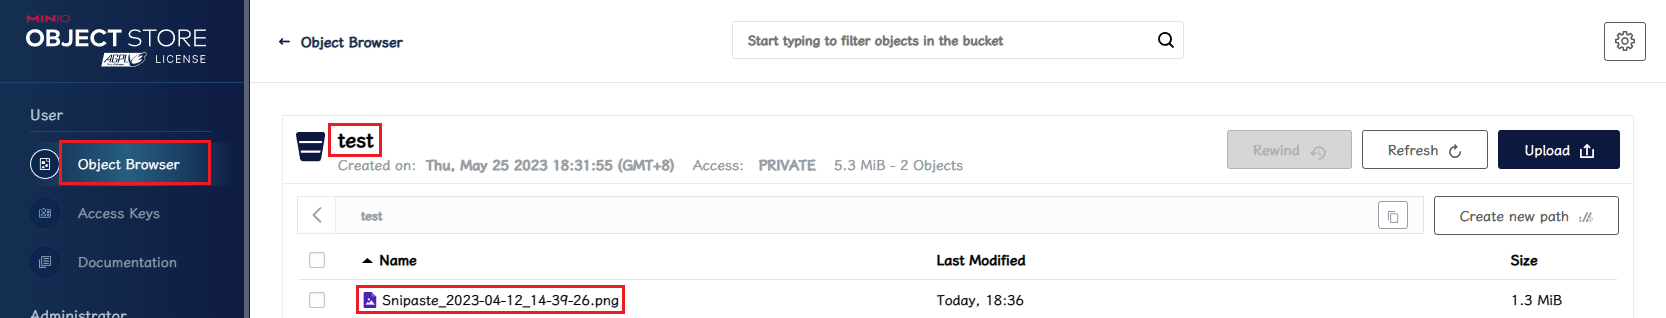 MINIO
OBJECT STORE
AGPL v3 LICENSE
← Object Browser
Start typing to filter objects in the bucket
User
Object Browser
Access Keys
Documentation
Administrator
test
Created on: Thu, May 25 2023 18:31:55 (GMT+8) Access: PRIVATE 5.3 MiB - 2 Objects
Rewind
Refresh
Upload
test
Create new path
Name Last Modified Size
Snipaste_2023-04-12_14-39-26.png Today, 18:36 1.3 MiB